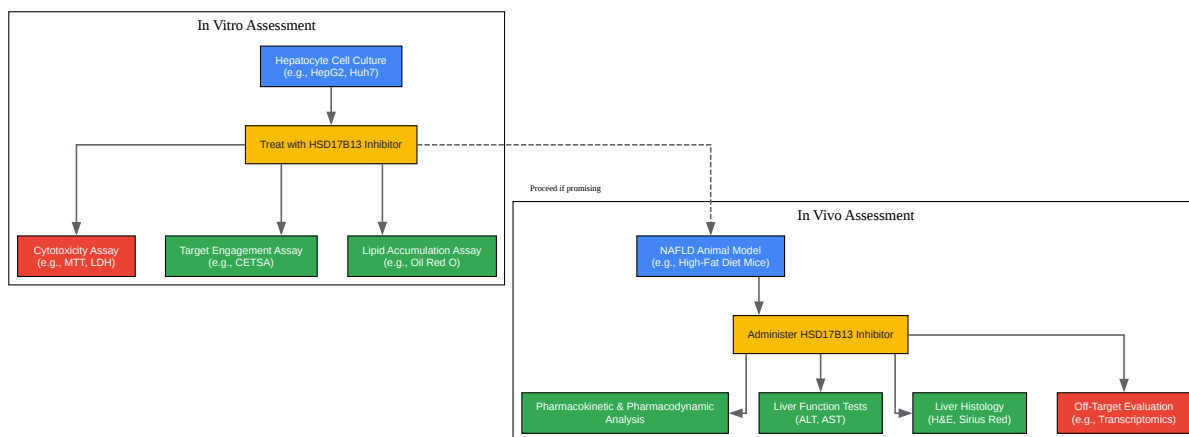 In Vitro Assessment
Hepatocyte Cell Culture
(e.g., HepG2, Huh7)
Treat with HSD17B13 Inhibitor
Cytotoxicity Assay
(e.g., MTT, LDH)
Target Engagement Assay
(e.g., CETSA)
Lipid Accumulation Assay
(e.g., Oil Red O)
Proceed if promising
In Vivo Assessment
NAFLD Animal Model
(e.g., High-Fat Diet Mice)
Administer HSD17B13 Inhibitor
Pharmacokinetic & Pharmacodynamic
Analysis
Liver Function Tests
(ALT, AST)
Liver Histology
(H&E, Sirius Red)
Off-Target Evaluation
(e.g., Transcriptomics)